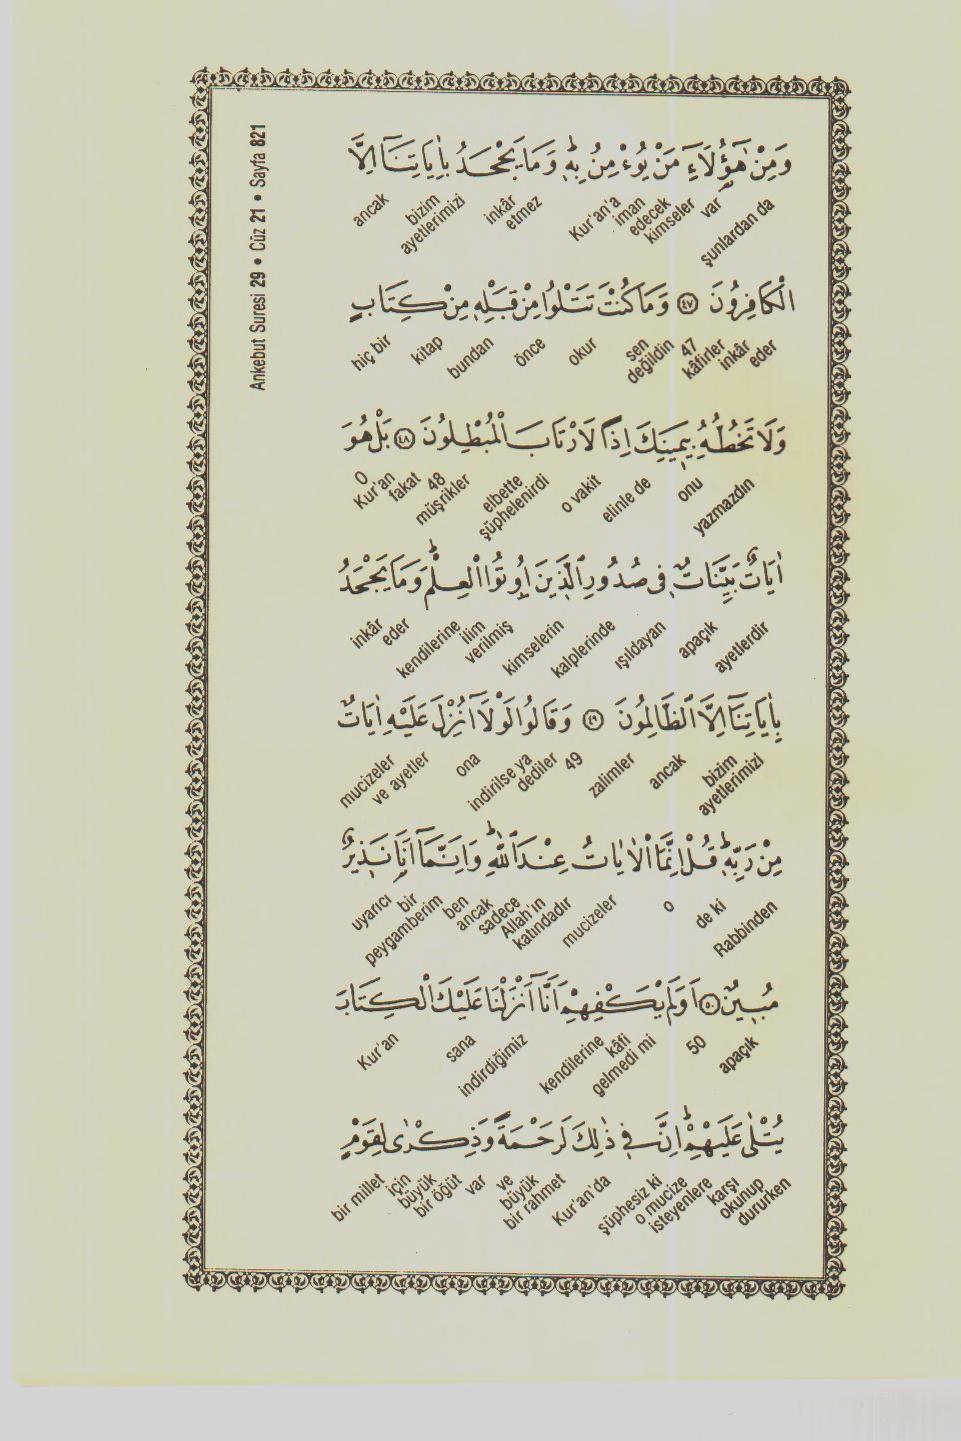 Ankebut Suresi 29 • Cüz 21 • Sayfa 821
وَمِنْ هٰٓؤُلَٓاءِ مَنْ يُؤْمِنُ بِهٖؕ وَمَا يَجْحَدُ بِاٰيَاتِنَٓا اِلَّا
şunlardan da var iman edecek kimseler Kur'an'a inkâr etmez bizim ayetlerimizi ancak
الْكَافِرُونَ ﴿٤٧﴾ وَمَا كُنْتَ تَتْلُوا مِنْ قَبْلِهٖ مِنْ كِتَابٍ
inkâr eder 47 kâfirler sen değildin okur önce bundan kitap hiç bir
وَلَا تَخُطُّهُ بِيَمٖينِكَ اِذًا لَارْتَابَ الْمُبْطِلُونَ ﴿٤٨﴾ بَلْ هُوَ
yazmazdın onu elinle de o vakit elbette şüphelenirdi 48 müşrikler fakat O Kur'an
اٰيَاتٌ بَيِّنَاتٌ فٖى صُدُورِ الَّذٖينَ اُوتُوا الْعِلْمَؕ وَمَا يَجْحَدُ
ayetlerdir apaçık ışıldayan kalplerinde kimselerin ilim verilmiş kendilerine inkâr eder
بِاٰيَاتِنَٓا اِلَّا الظَّالِمُونَ ﴿٤٩﴾ وَقَالُوا لَوْلَٓا اُنْزِلَ عَلَيْهِ اٰيَاتٌ
bizim ayetlerimizi ancak zalimler 49 dediler indirilse ya ona mucizeler ve ayetler
مِنْ رَبِّهٖؕ قُلْ اِنَّمَا الْاٰيَاتُ عِنْدَ اللّٰهِؕ وَاِنَّمَٓا اَنَا نَذٖيرٌ
Rabbinden de ki o mucizeler sadece Allah'ın katındadır ben ancak bir peygamberim uyarıcı
مُبٖينٌ ﴿٥٠﴾ اَوَلَمْ يَكْفِهِمْ اَنَّٓا اَنْزَلْنَا عَلَيْكَ الْكِتَابَ
apaçık 50 kâfi gelmedi mi kendilerine indirdiğimiz sana Kur'an
يُتْلٰى عَلَيْهِمْؕ اِنَّ فٖى ذٰلِكَ لَرَحْمَةً وَذِكْرٰى لِقَوْمٍ
okunup dururken karşı o mucize isteyenlere şüphesiz ki Kur'an'da ve büyük bir rahmet var büyük bir öğüt için bir millet